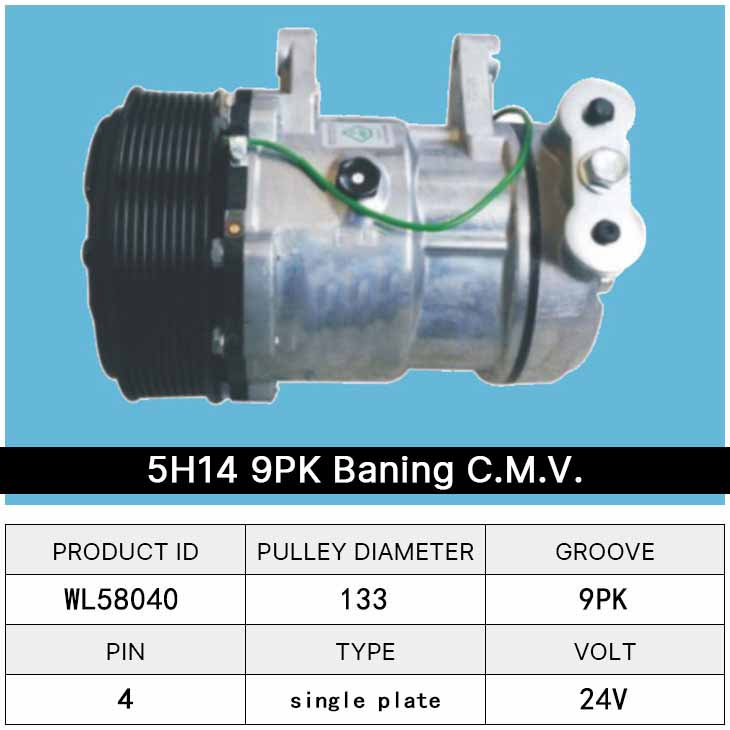 5H14 9PK Baning C.M.V.
PRODUCT ID PULLEY DIAMETER GROOVE
WL58040 133 9PK
PIN TYPE VOLT
4 single plate 24V